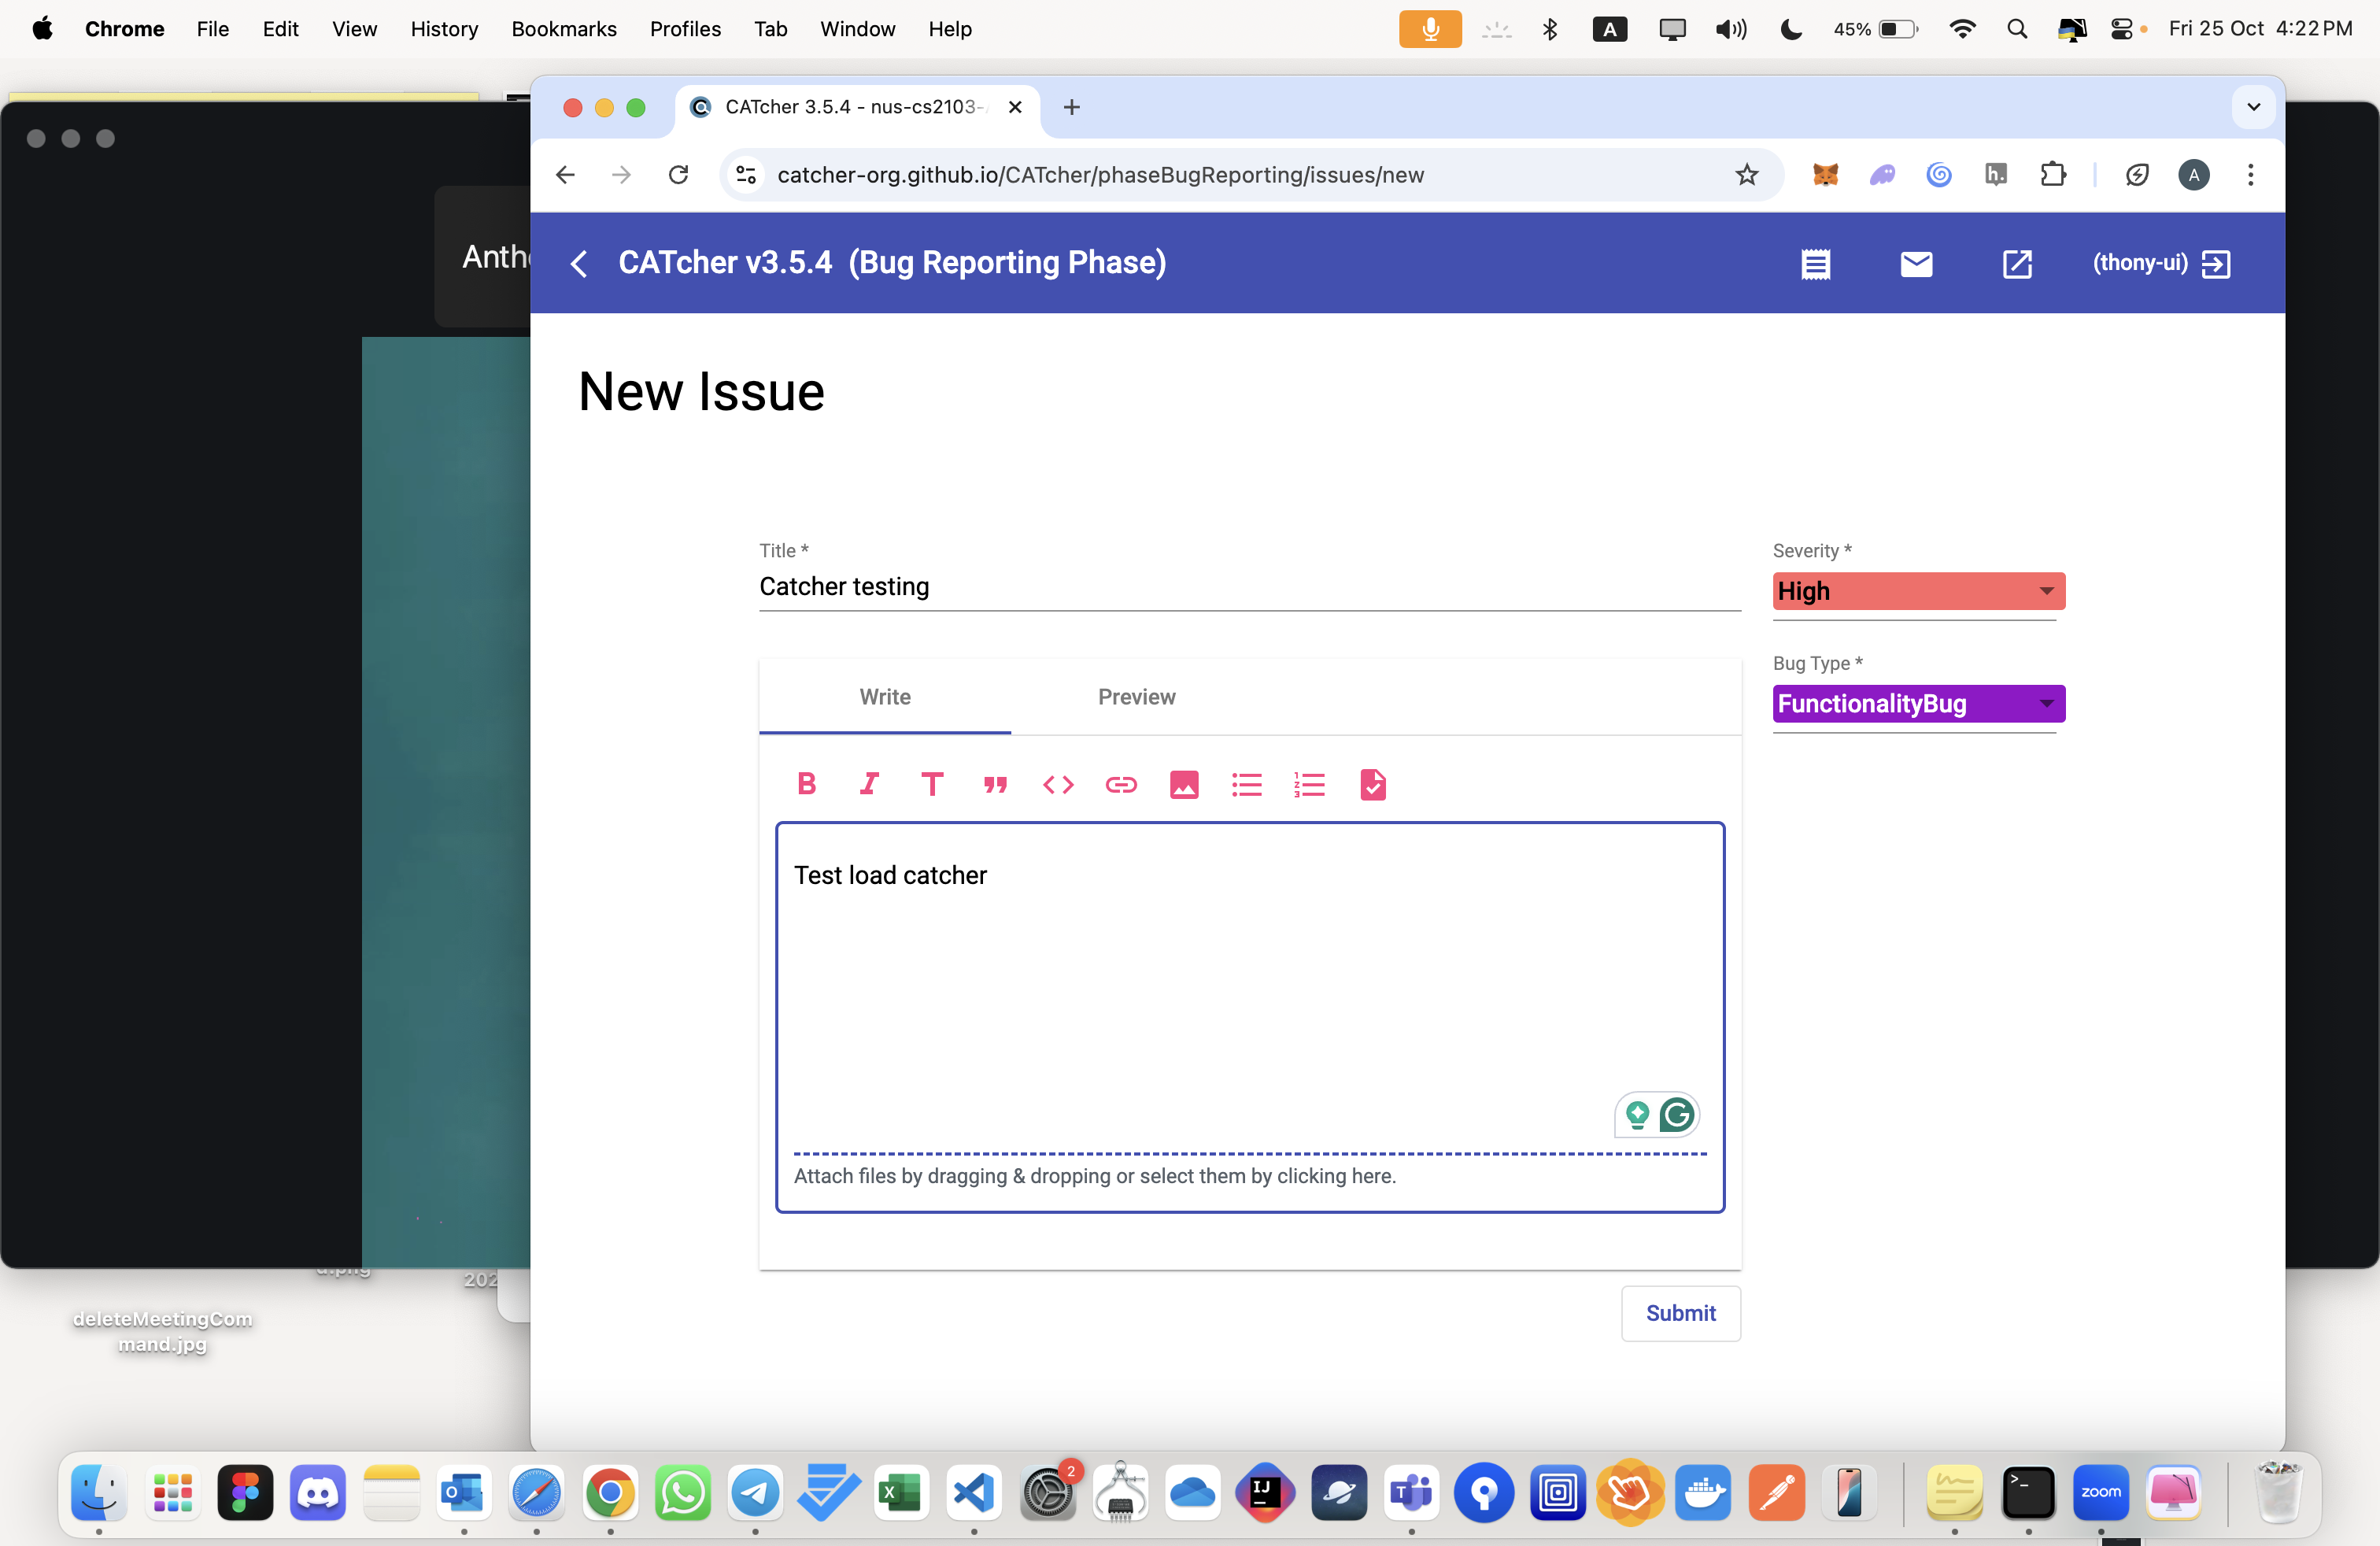 Chrome File Edit View History Bookmarks Profiles Tab Window Help
A 45% Fri 25 Oct 4:22 PM
CATcher 3.5.4 - nus-cs2103-
catcher-org.github.io/CATcher/phaseBugReporting/issues/new
h. A
CATcher v3.5.4 (Bug Reporting Phase)
(thony-ui)
New Issue
Title *
Catcher testing
Severity *
High
Bug Type *
FunctionalityBug
Write Preview
Test load catcher
Attach files by dragging & dropping or select them by clicking here.
Submit
deleteMeetingCom
mand.jpg
2
IJ
zoom